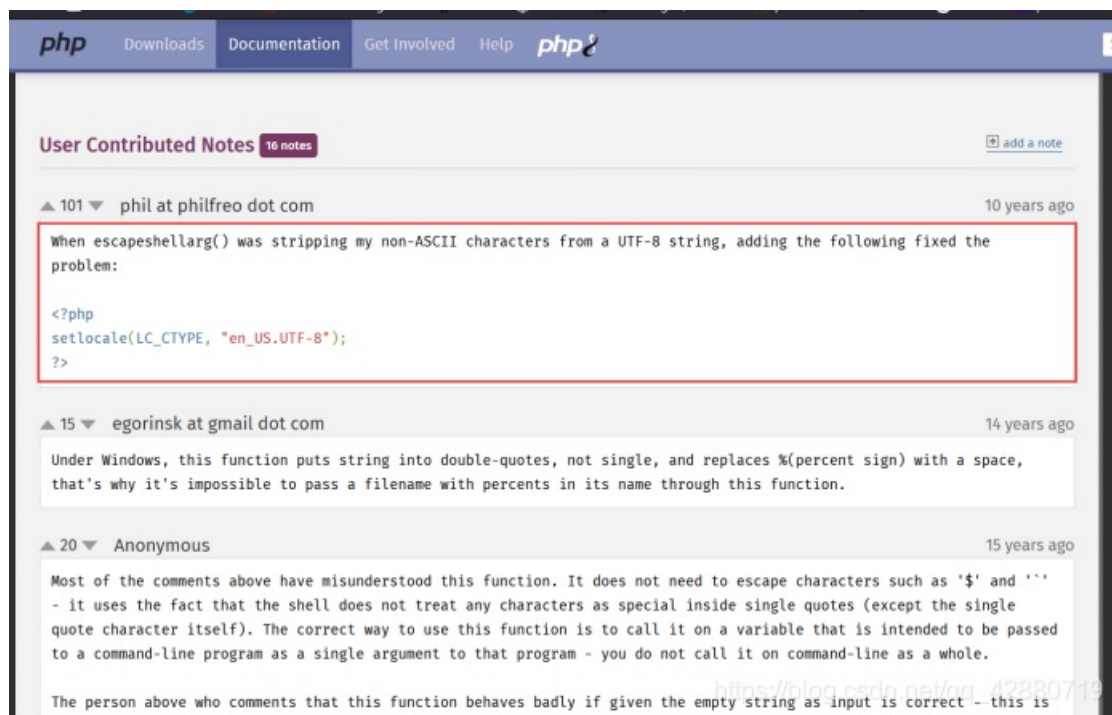 php Downloads Documentation Get Involved Help php8
User Contributed Notes 16 notes
add a note
101 phil at philfreo dot com 10 years ago
When escapeshellarg() was stripping my non-ASCII characters from a UTF-8 string, adding the following fixed the
problem:
<?php
setlocale(LC_CTYPE, "en_US.UTF-8");
?>
15 egorinsk at gmail dot com 14 years ago
Under Windows, this function puts string into double-quotes, not single, and replaces %(percent sign) with a space,
that's why it's impossible to pass a filename with percents in its name through this function.
20 Anonymous 15 years ago
Most of the comments above have misunderstood this function. It does not need to escape characters such as '$' and '`'
- it uses the fact that the shell does not treat any characters as special inside single quotes (except the single
quote character itself). The correct way to use this function is to call it on a variable that is intended to be passed
to a command-line program as a single argument to that program - you do not call it on command-line as a whole.
The person above who comments that this function behaves badly if given the empty string as input is correct - this is
https://blog.csdn.net/qq_42880719